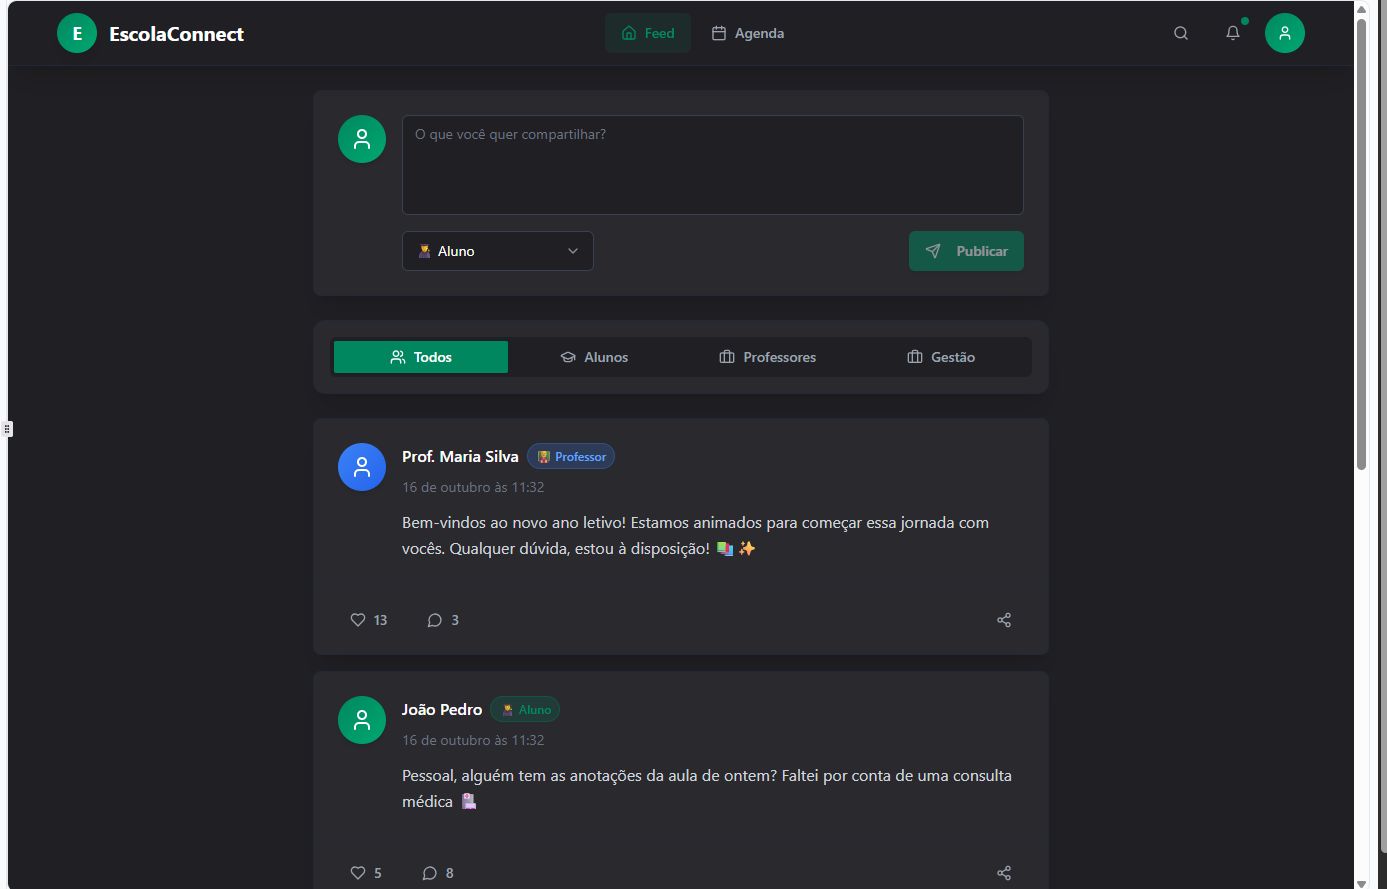 E EscolaConnect Feed Agenda
O que você quer compartilhar?
Aluno Publicar
Todos Alunos Professores Gestão
Prof. Maria Silva Professor
16 de outubro às 11:32
Bem-vindos ao novo ano letivo! Estamos animados para começar essa jornada com
vocês. Qualquer dúvida, estou à disposição! 📚 ✨
13 3
João Pedro Aluno
16 de outubro às 11:32
Pessoal, alguém tem as anotações da aula de ontem? Faltei por conta de uma consulta
médica 🏥
5 8